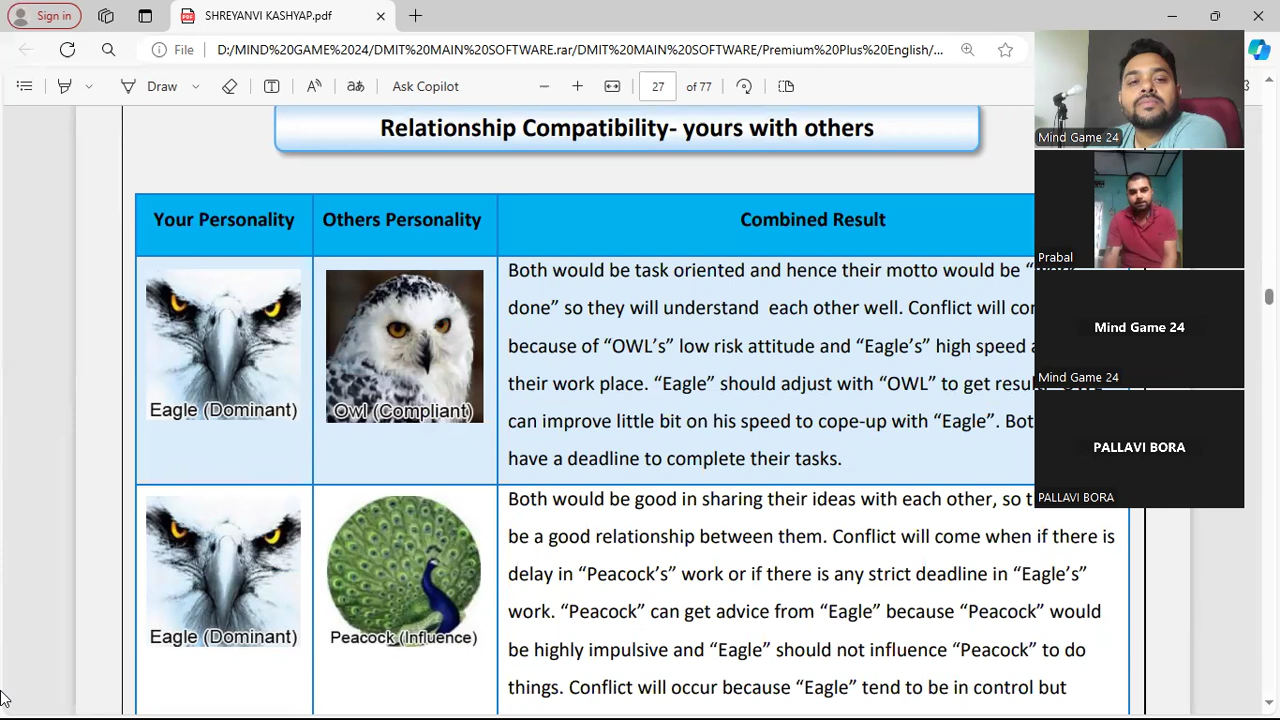 Sign in
SHREYANVI KASHYAP.pdf
File
D:/MIND%20GAME%202024/DMIT%20MAIN%20SOFTWARE.rar/DMIT%20MAIN%20SOFTWARE/Premium%20Plus%20English/...
Draw
Ask Copilot
27 of 77
Relationship Compatibility- yours with others
Your Personality
Others Personality
Combined Result
Eagle (Dominant)
Owl (Compliant)
Both would be task oriented and hence their motto would be
done” so they will understand  each other well. Conflict will
because of “OWL’s” low risk attitude and “Eagle’s” high speed
their work place. “Eagle” should adjust with “OWL” to get
can improve little bit on his speed to cope-up with “Eagle”.
have a deadline to complete their tasks.
Eagle (Dominant)
Peacock (Influence)
Both would be good in sharing their ideas with each other, so
be a good relationship between them. Conflict will come when if there is
delay in “Peacock’s” work or if there is any strict deadline in “Eagle’s”
work. “Peacock” can get advice from “Eagle” because “Peacock” would
be highly impulsive and “Eagle” should not influence “Peacock” to do
things. Conflict will occur because “Eagle” tend to be in control but
Mind Game 24
Prabal
Mind Game 24
Mind Game 24
PALLAVI BORA
PALLAVI BORA